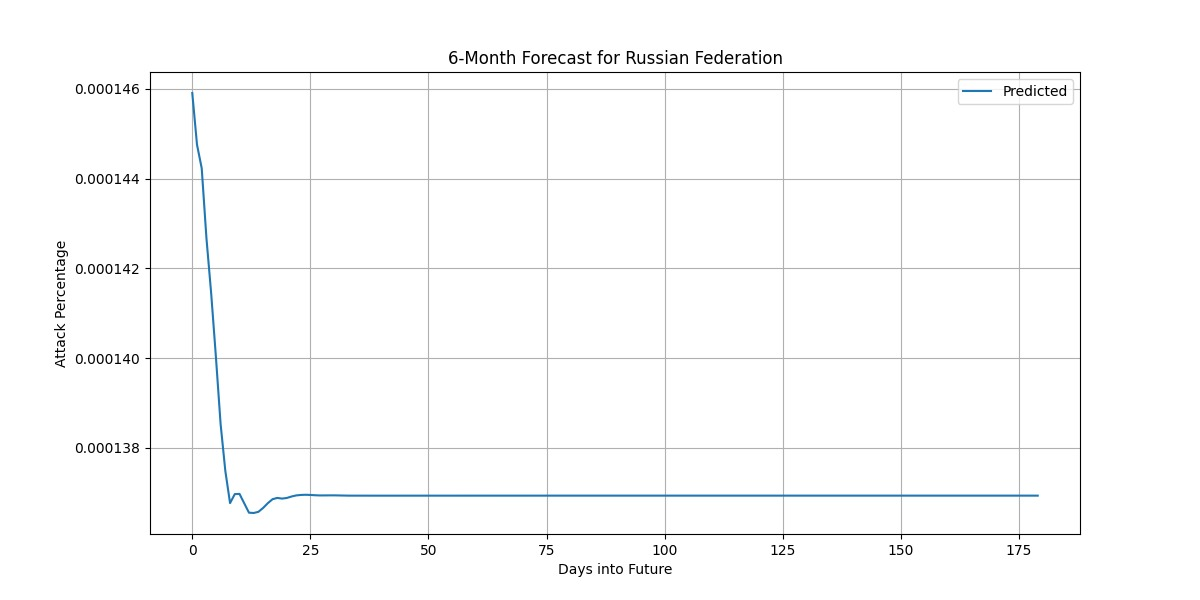 6-Month Forecast for Russian Federation
Predicted
Attack Percentage
0.000146
0.000144
0.000142
0.000140
0.000138
0 25 50 75 100 125 150 175
Days into Future